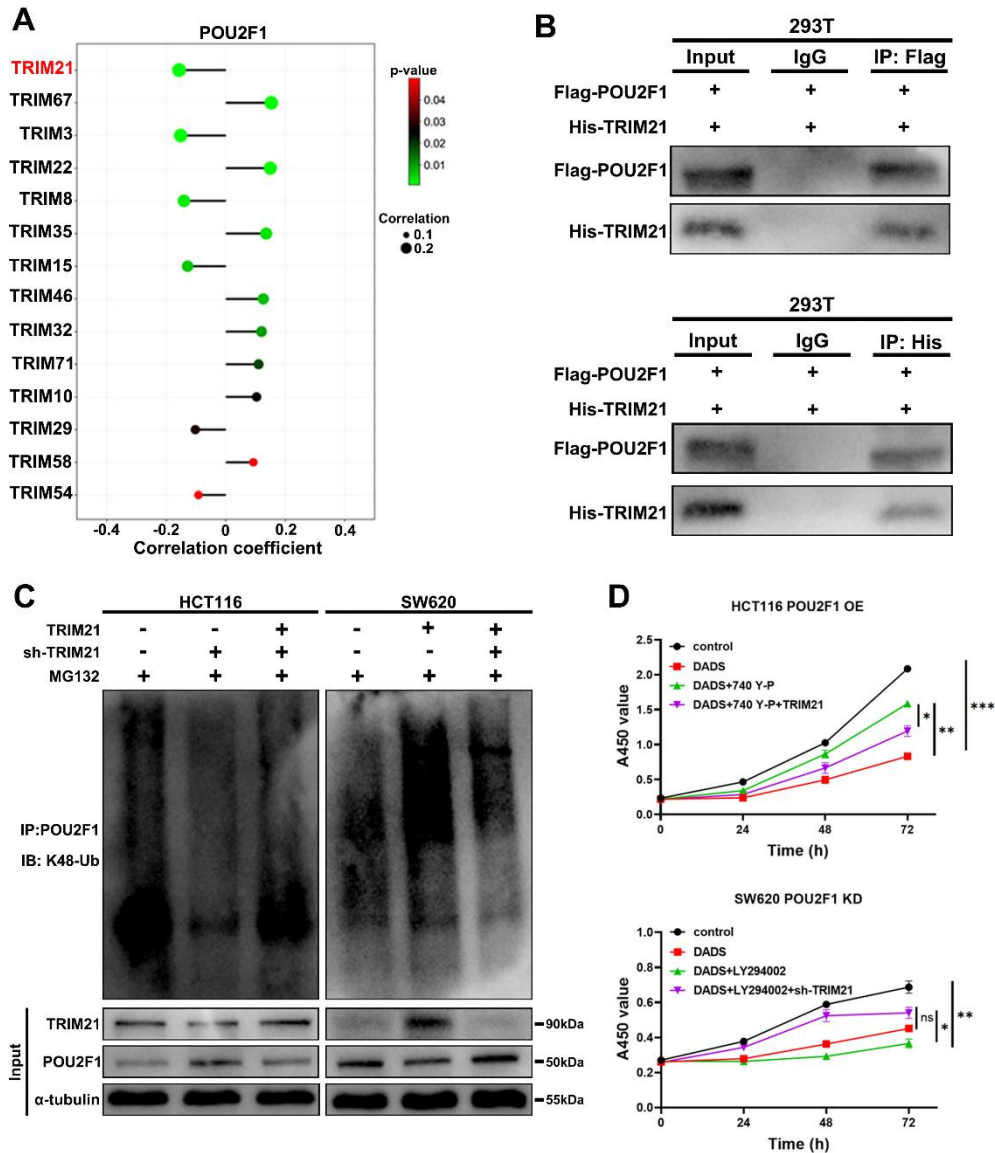 A
POU2F1
TRIM21
TRIM67
TRIM3
TRIM22
TRIM8
TRIM35
TRIM15
TRIM46
TRIM32
TRIM71
TRIM10
TRIM29
TRIM58
TRIM54
-0.4 -0.2 0 0.2 0.4
Correlation coefficient
p-value
0.04
0.03
0.02
0.01
Correlation
0.1
0.2
B
293T
Input IgG IP: Flag
Flag-POU2F1 + + +
His-TRIM21 + + +
Flag-POU2F1
His-TRIM21
293T
Input IgG IP: His
Flag-POU2F1 + + +
His-TRIM21 + + +
Flag-POU2F1
His-TRIM21
C
HCT116 SW620
TRIM21 - - + - + +
sh-TRIM21 - + + - - +
MG132 + + + + + +
IP:POU2F1
IB: K48-Ub
Input
TRIM21 90kDa
POU2F1 50kDa
α-tubulin 55kDa
D
HCT116 POU2F1 OE
control
DADS
DADS+740 Y-P
DADS+740 Y-P+TRIM21
A450 value
2.5
2.0
1.5
1.0
0.5
0.0
0 24 48 72
Time (h)
* ** ***
SW620 POU2F1 KD
control
DADS
DADS+LY294002
DADS+LY294002+sh-TRIM21
A450 value
1.0
0.8
0.6
0.4
0.2
0.0
0 24 48 72
Time (h)
ns * **